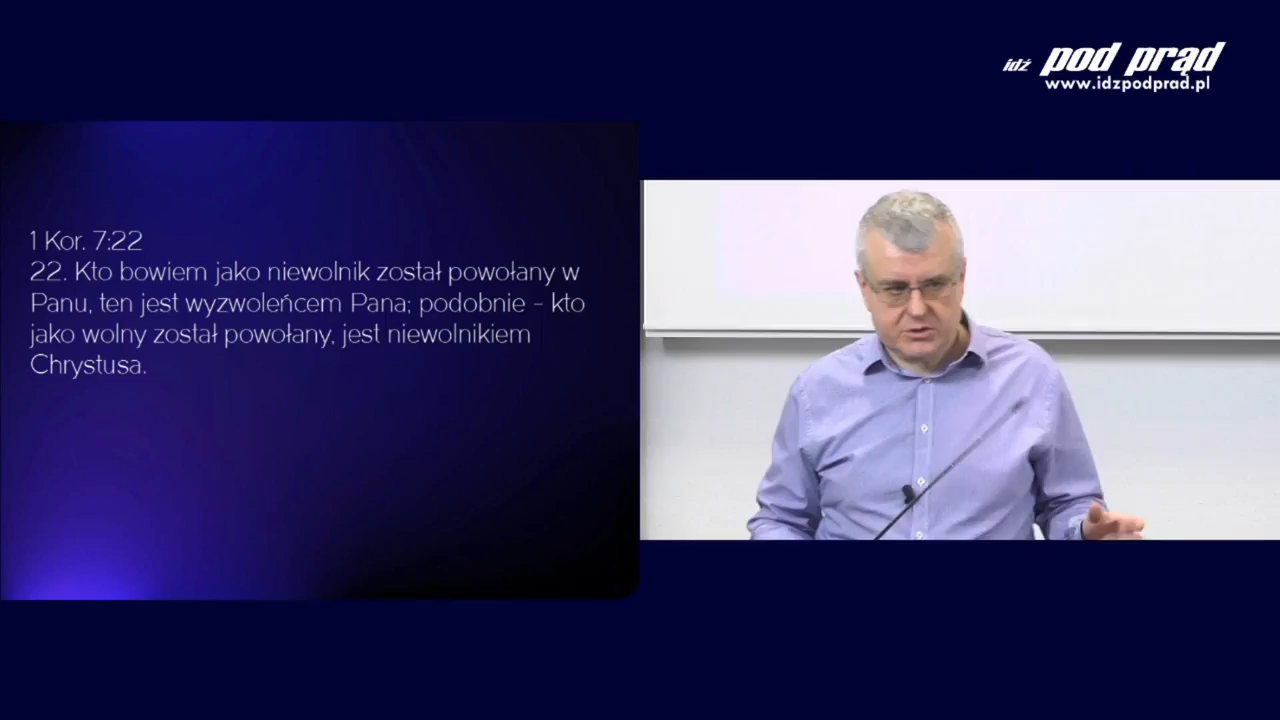 idź pod prąd
www.idzpodprad.pl
1 Kor. 7:22
22. Kto bowiem jako niewolnik został powołany w
Panu, ten jest wyzwoleńcem Pana; podobnie - kto
jako wolny został powołany, jest niewolnikiem
Chrystusa.